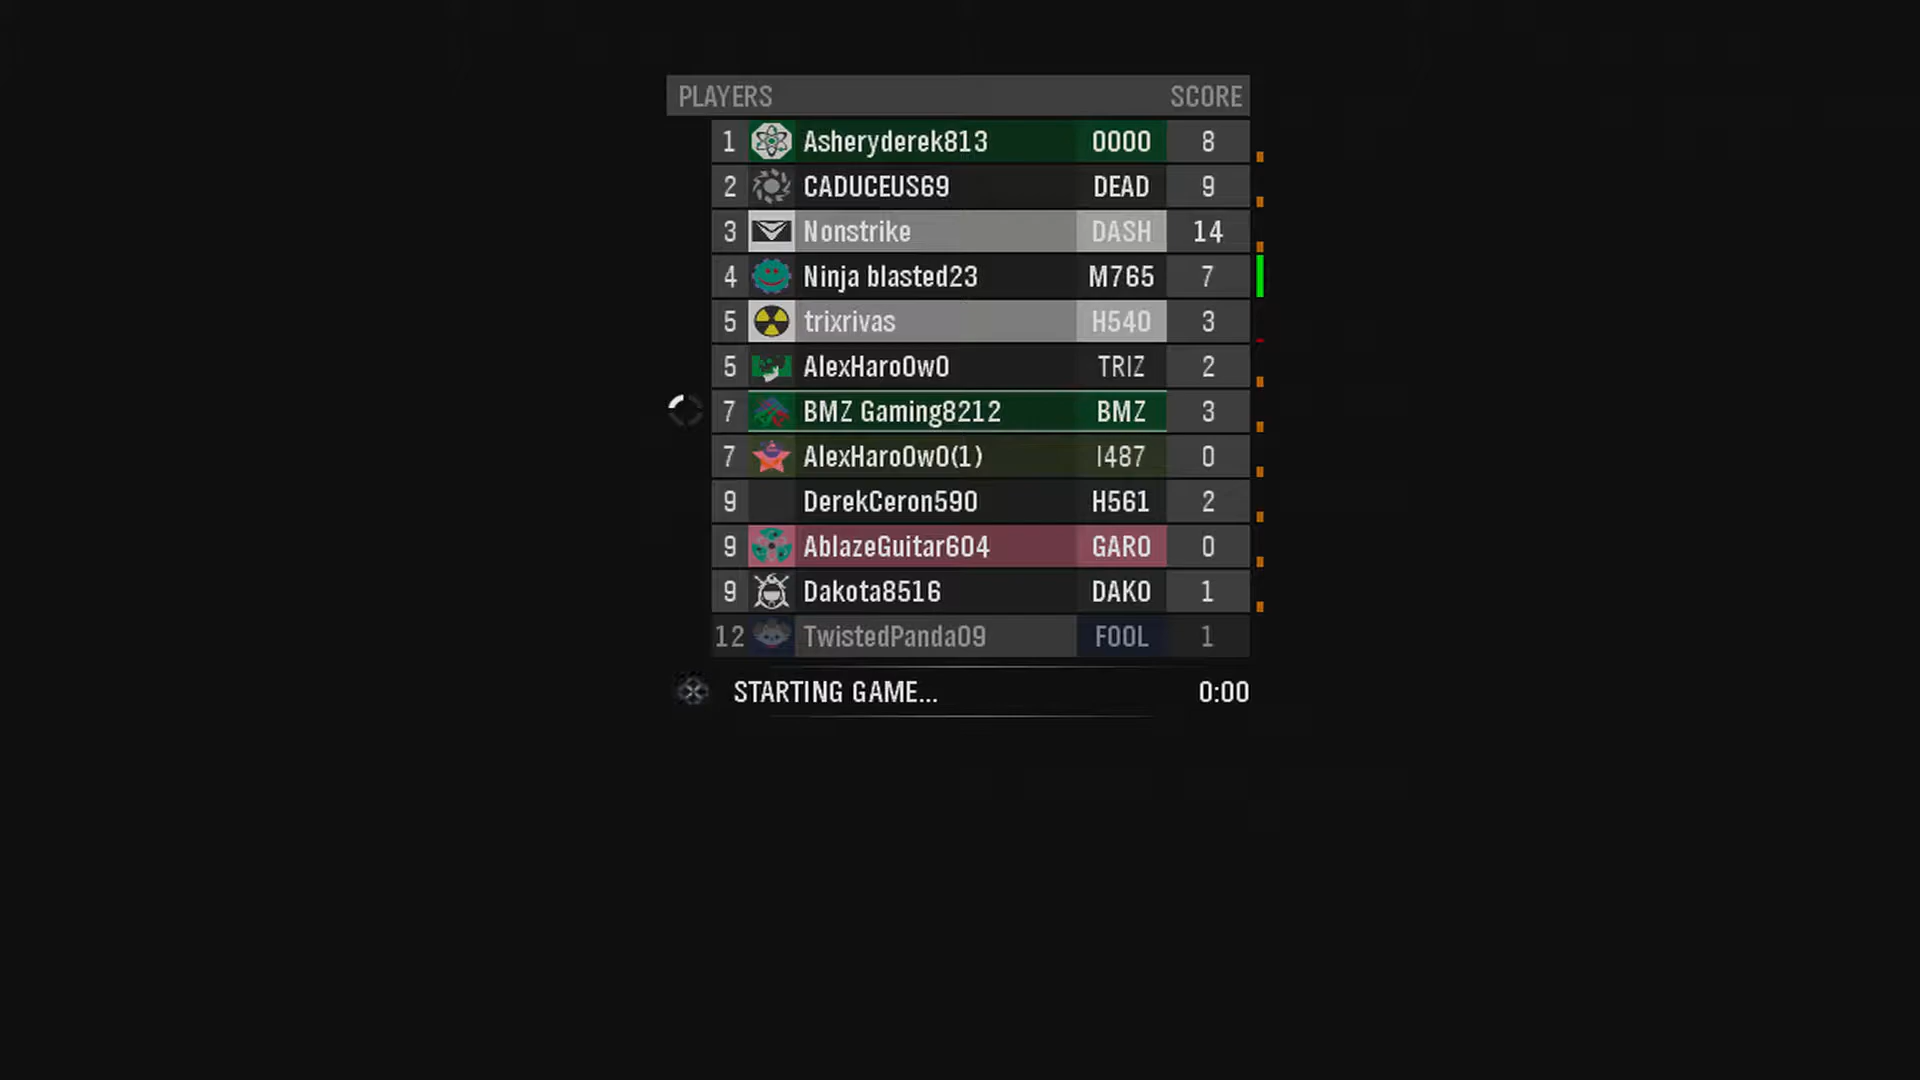 PLAYERS SCORE
1 Asheryderek813 0000 8
2 CADUCEUS69 DEAD 9
3 Nonstrike DASH 14
4 Ninja blasted23 M765 7
5 trixrivas H540 3
5 AlexHaroOwO TRIZ 2
7 BMZ Gaming8212 BMZ 3
7 AlexHaroOwO(1) I487 0
9 DerekCeron590 H561 2
9 AblazeGuitar604 GARO 0
9 Dakota8516 DAKO 1
12 TwistedPanda09 FOOL 1
STARTING GAME... 0:00